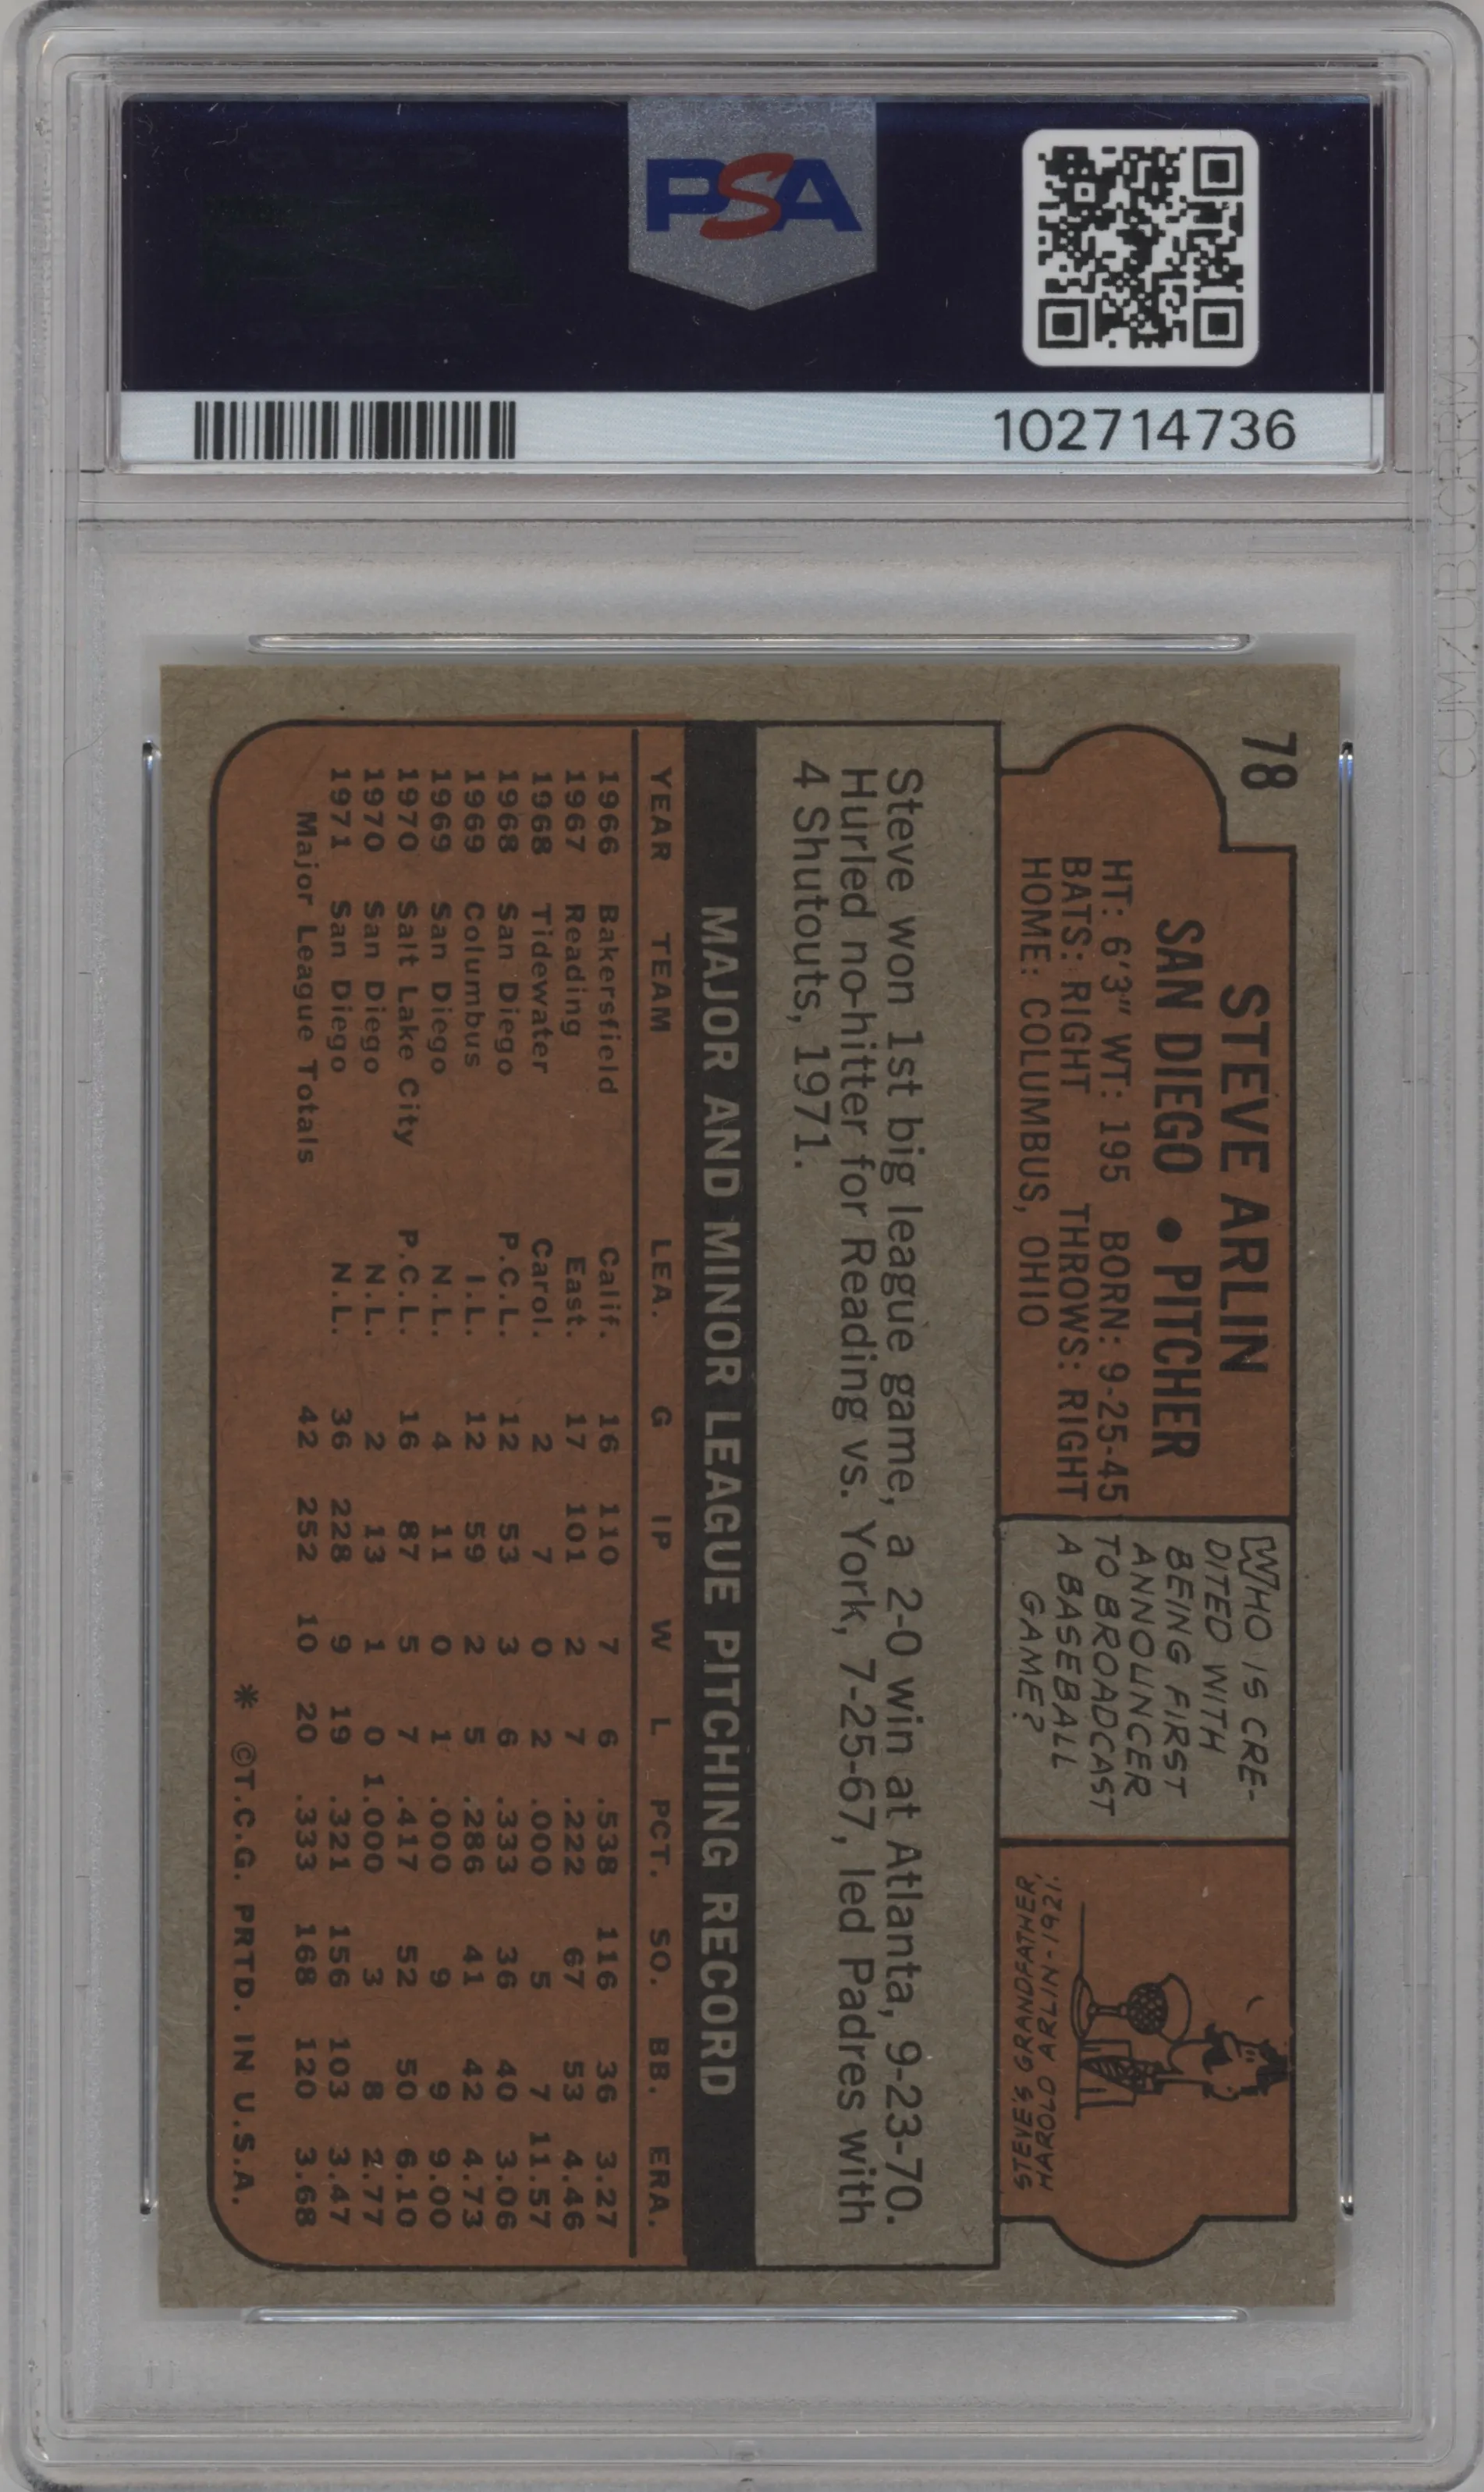 PSA
102714736
78
STEVE ARLIN
SAN DIEGO ● PITCHER
HT: 6'3" WT: 195 BORN: 9-25-45
BATS: RIGHT THROWS: RIGHT
HOME: COLUMBUS, OHIO
WHO IS CRE-
DITED WITH
BEING FIRST
ANNOUNCER
TO BROADCAST
A BASEBALL
GAME?
HAROLD ARLIN-1921,
STEVE'S GRANDFATHER
Steve won 1st big league game, a 2-0 win at Atlanta, 9-23-70.
Hurled no-hitter for Reading vs. York, 7-25-67, led Padres with
4 Shutouts, 1971.
MAJOR AND MINOR LEAGUE PITCHING RECORD
YEAR TEAM LEA. G IP W L PCT. SO. BB. ERA.
1966 Bakersfield Calif. 16 110 7 6 .538 116 36 3.27
1967 Reading East. 17 101 2 7 .222 67 53 4.46
1968 Tidewater Carol. 2 7 0 2 .000 5 7 11.57
1968 San Diego P.C.L. 12 53 3 6 .333 36 40 3.06
1969 Columbus I.L. 12 59 2 5 .286 41 42 4.73
1969 San Diego N.L. 4 11 0 1 .000 9 9 9.00
1970 Salt Lake City P.C.L. 16 87 5 7 .417 52 50 6.10
1970 San Diego N.L. 2 13 1 0 1.000 3 8 2.77
1971 San Diego N.L. 36 228 9 19 .321 156 103 3.47
Major League Totals 42 252 10 20 .333 168 120 3.68
* ©T.C.G. PRTD. IN U.S.A.